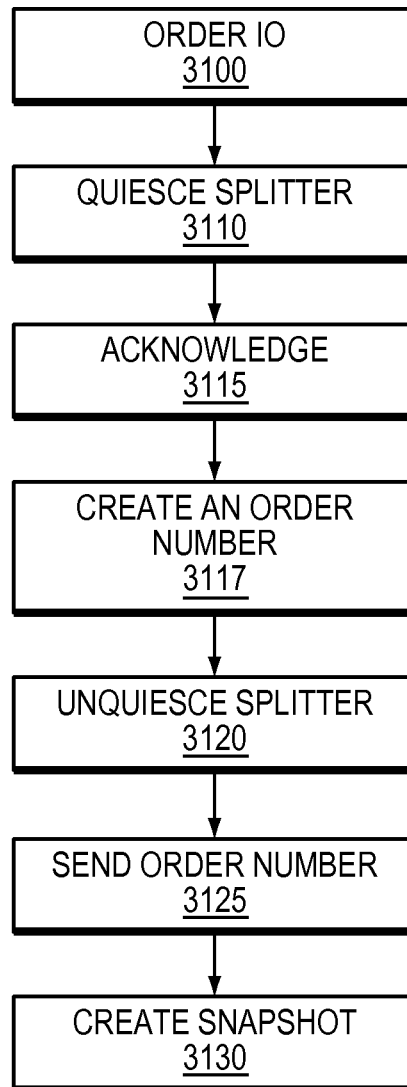 ORDER IO
3100
QUIESCE SPLITTER
3110
ACKNOWLEDGE
3115
CREATE AN ORDER
NUMBER
3117
UNQUIESCE SPLITTER
3120
SEND ORDER NUMBER
3125
CREATE SNAPSHOT
3130